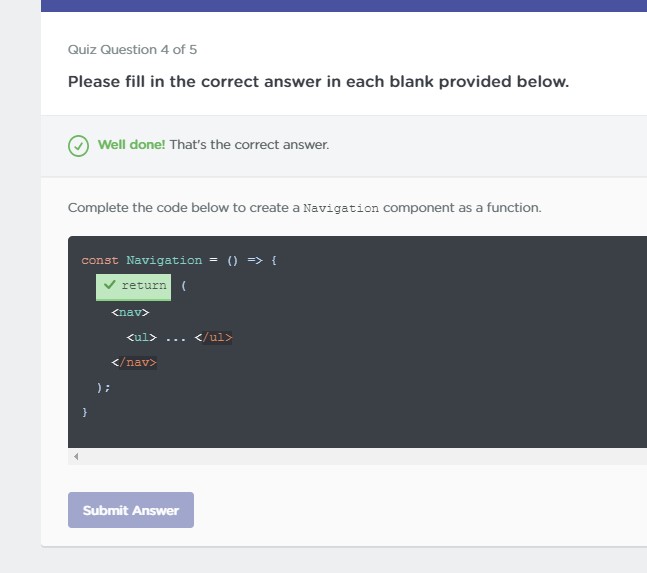 Quiz Question 4 of 5
Please fill in the correct answer in each blank provided below.
Well done! That's the correct answer.
Complete the code below to create a Navigation component as a function.
const Navigation = () => {
return (
<nav>
<ul> ... </ul>
</nav>
);
}
Submit Answer